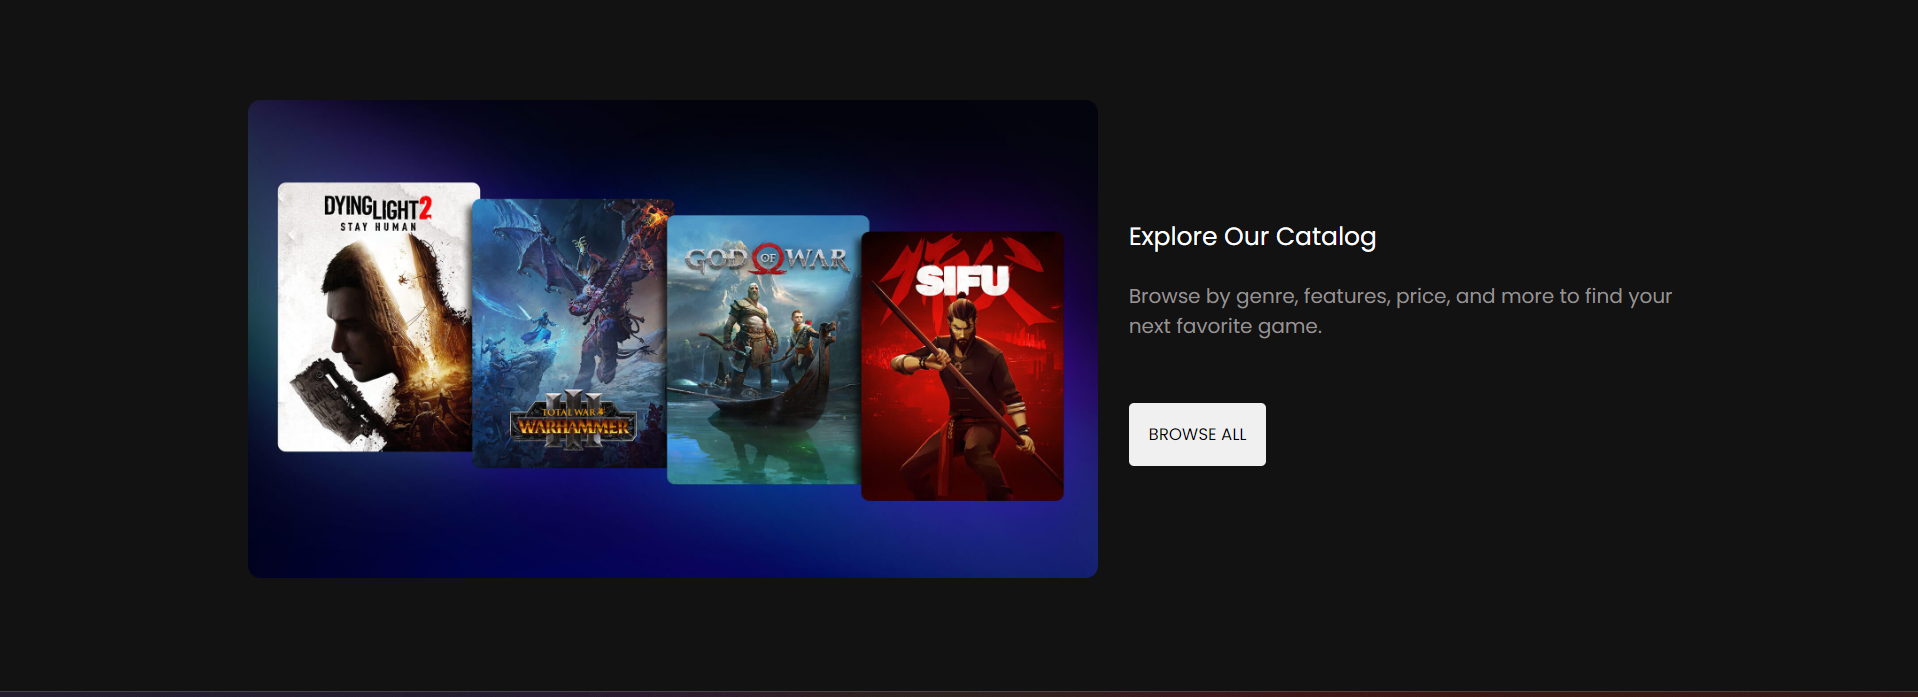 DYING LIGHT 2
STAY HUMAN
TOTAL WAR
WARHAMMER
III
GOD OF WAR
SIFU
Explore Our Catalog
Browse by genre, features, price, and more to find your
next favorite game.
BROWSE ALL